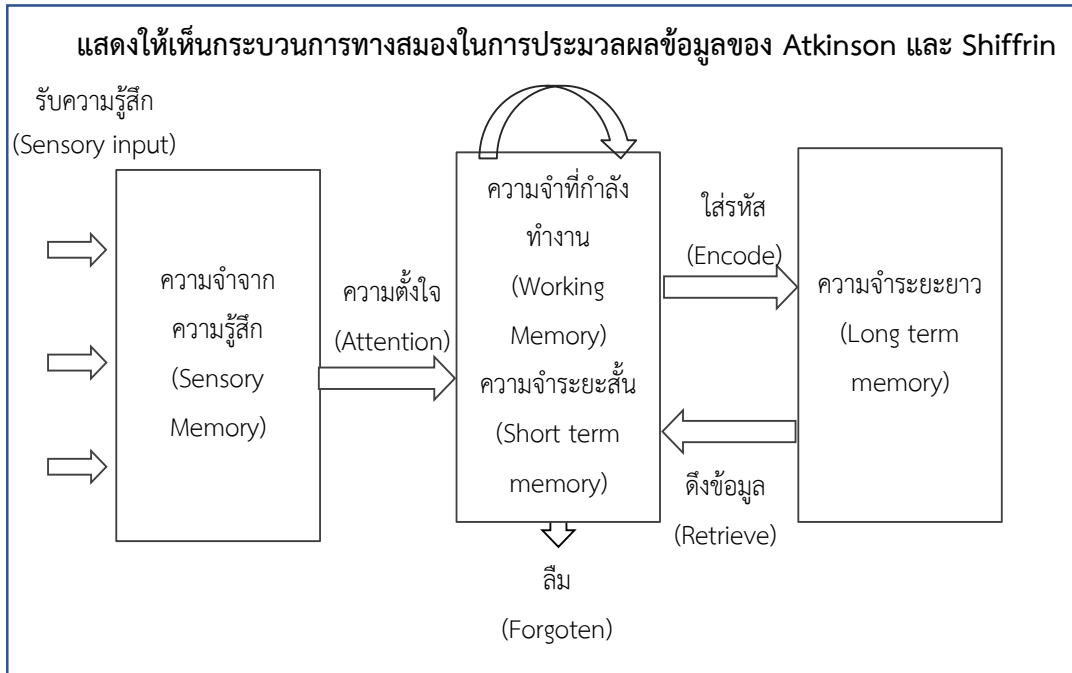 แสดงให้เห็นกระบวนการทางสมองในการประมวลผลข้อมูลของ Atkinson และ Shiffrin
รับความรู้สึก
(Sensory input)
ความจำจาก
ความรู้สึก
(Sensory
Memory)
ความตั้งใจ
(Attention)
ความจำที่กำลัง
ทำงาน
(Working
Memory)
ความจำระยะสั้น
(Short term
memory)
ใส่รหัส
(Encode)
ดึงข้อมูล
(Retrieve)
ความจำระยะยาว
(Long term
memory)
ลืม
(Forgoten)